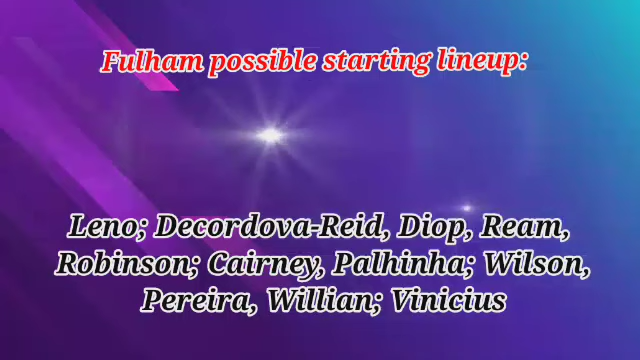 Fulham possible starting lineup:
Leno; Decordova-Reid, Diop, Ream,
Robinson; Cairney, Palhinha; Wilson,
Pereira, Willian; Vinicius